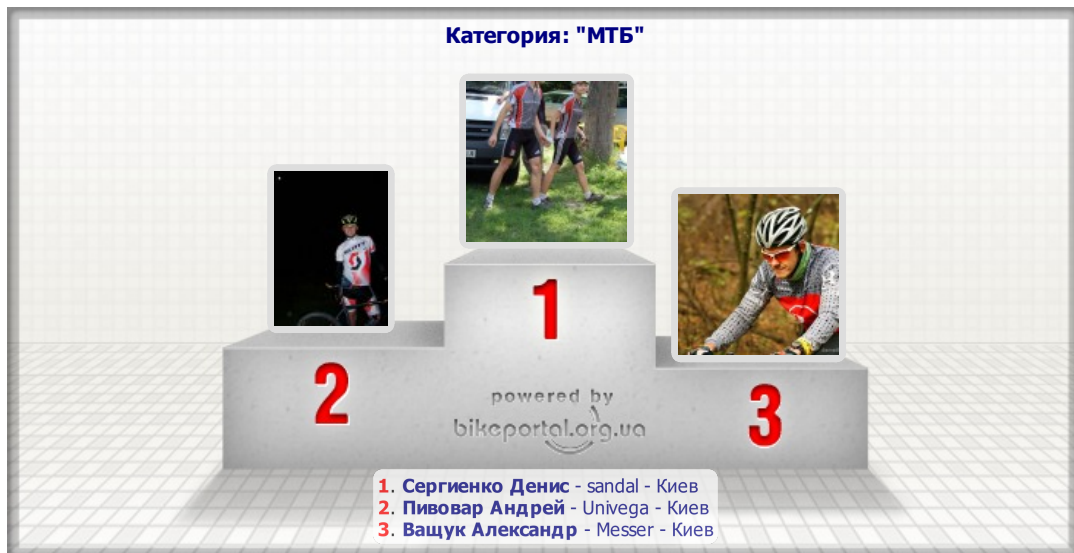 Категория: "МТБ"
1
2
3
powered by
bikeportal.org.ua
1. Сергиенко Денис - sandal - Киев
2. Пивовар Андрей - Univega - Киев
3. Ващук Александр - Messer - Киев